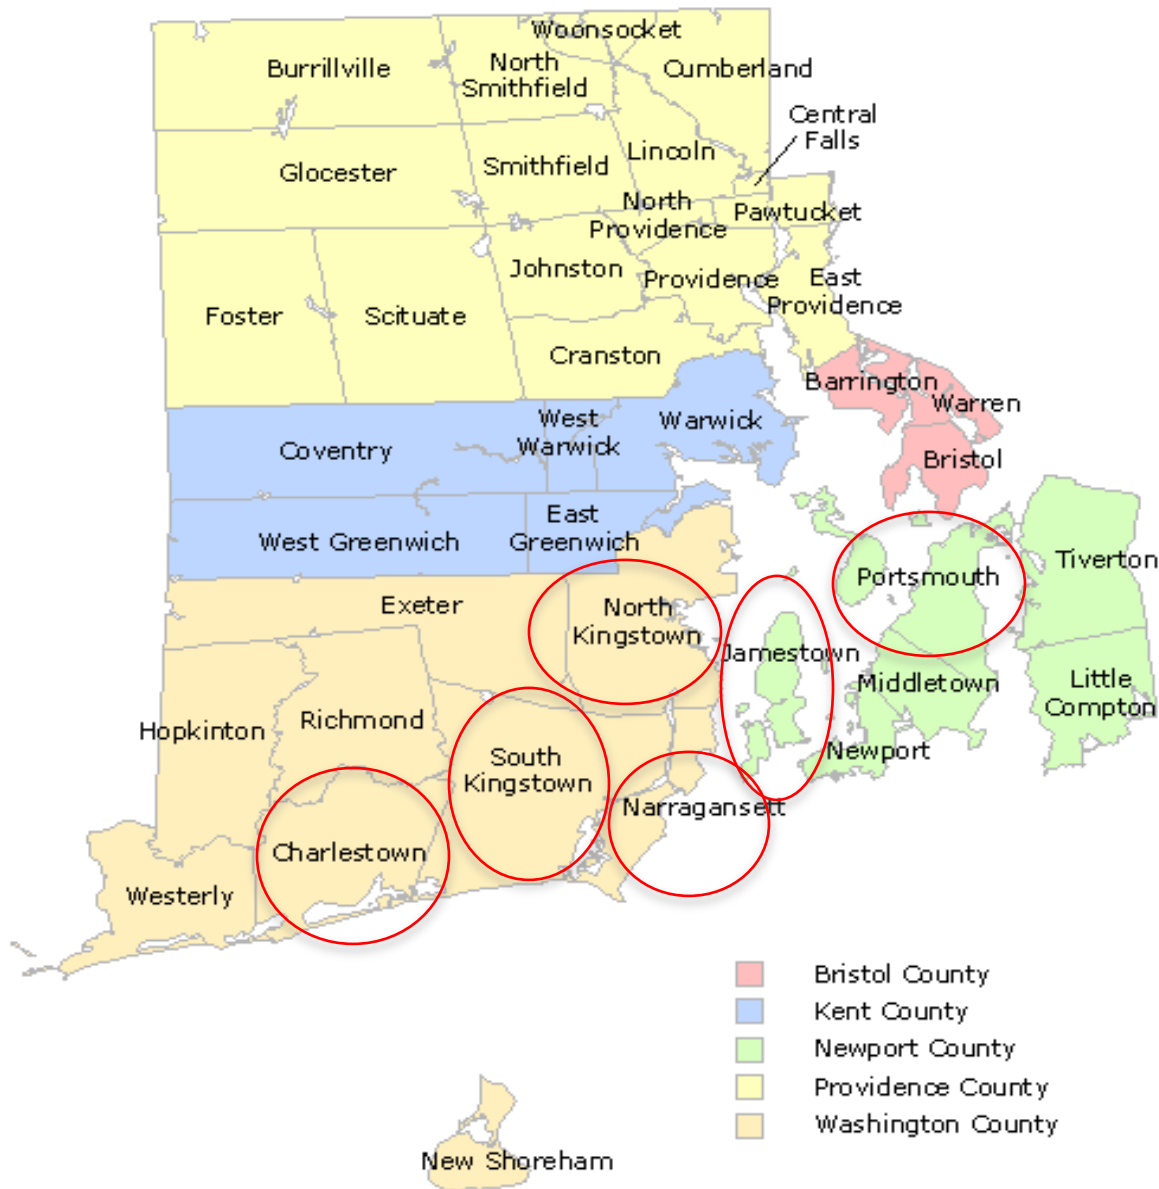 Woonsocket
Burrillville
North
Smithfield
Cumberland
Central
Falls
Glocester
Smithfield
Lincoln
North
Providence
Pawtucket
Johnston
Providence
East
Providence
Foster
Scituate
Cranston
Barrington
Warren
Coventry
West
Warwick
Warwick
Bristol
West Greenwich
East
Greenwich
Tiverton
Portsmouth
Exeter
North
Kingstown
Jamestown
Middletown
Little
Compton
Hopkinton
Richmond
Newport
South
Kingstown
Narragansett
Charlestown
Westerly
Bristol County
Kent County
Newport County
Providence County
Washington County
New Shoreham